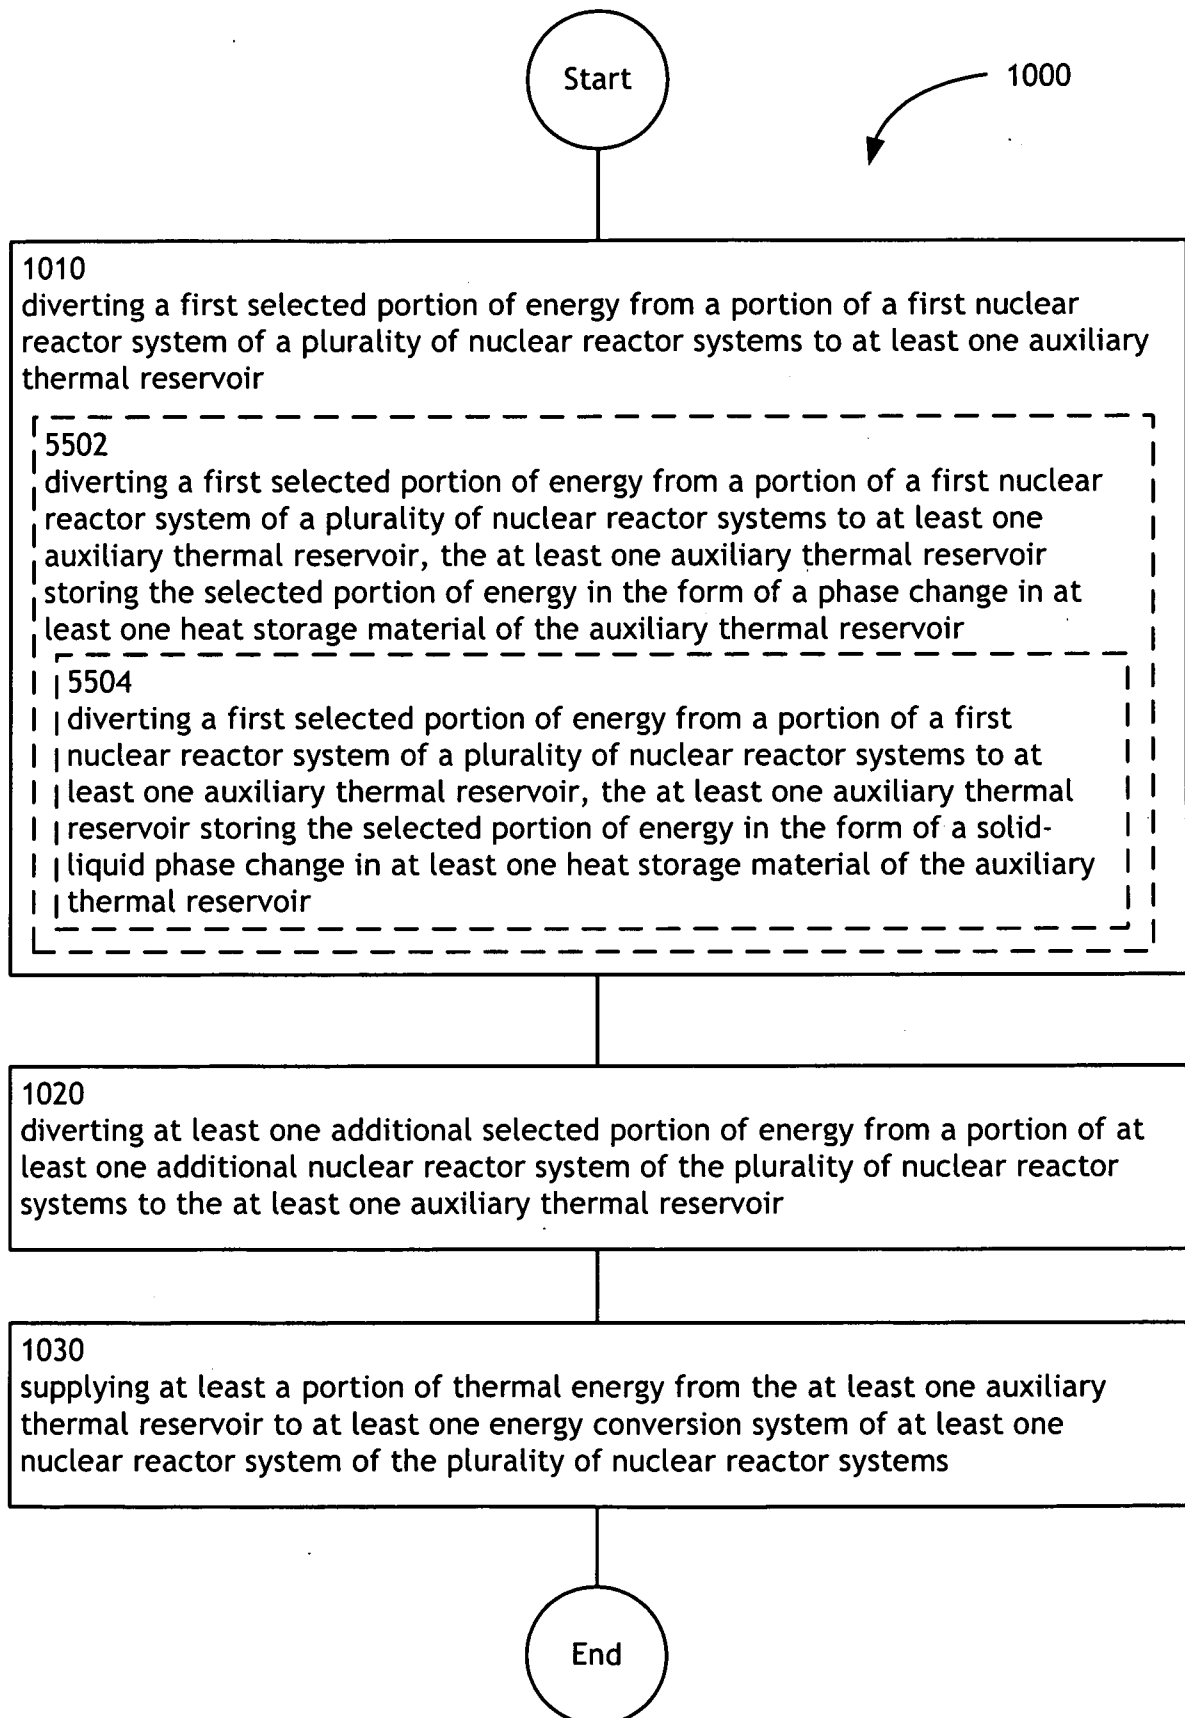 Start
1000
1010
diverting a first selected portion of energy from a portion of a first nuclear
reactor system of a plurality of nuclear reactor systems to at least one auxiliary
thermal reservoir
5502
diverting a first selected portion of energy from a portion of a first nuclear
reactor system of a plurality of nuclear reactor systems to at least one
auxiliary thermal reservoir, the at least one auxiliary thermal reservoir
storing the selected portion of energy in the form of a phase change in at
least one heat storage material of the auxiliary thermal reservoir
5504
diverting a first selected portion of energy from a portion of a first
nuclear reactor system of a plurality of nuclear reactor systems to at
least one auxiliary thermal reservoir, the at least one auxiliary thermal
reservoir storing the selected portion of energy in the form of a solid-
liquid phase change in at least one heat storage material of the auxiliary
thermal reservoir
1020
diverting at least one additional selected portion of energy from a portion of at
least one additional nuclear reactor system of the plurality of nuclear reactor
systems to the at least one auxiliary thermal reservoir
1030
supplying at least a portion of thermal energy from the at least one auxiliary
thermal reservoir to at least one energy conversion system of at least one
nuclear reactor system of the plurality of nuclear reactor systems
End